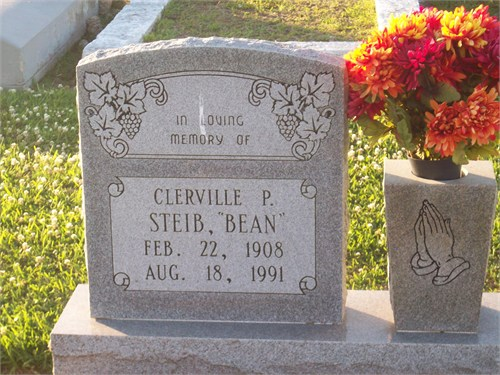 IN LOVING
MEMORY OF
CLERVILLE P.
STEIB, "BEAN"
FEB. 22, 1908
AUG. 18, 1991